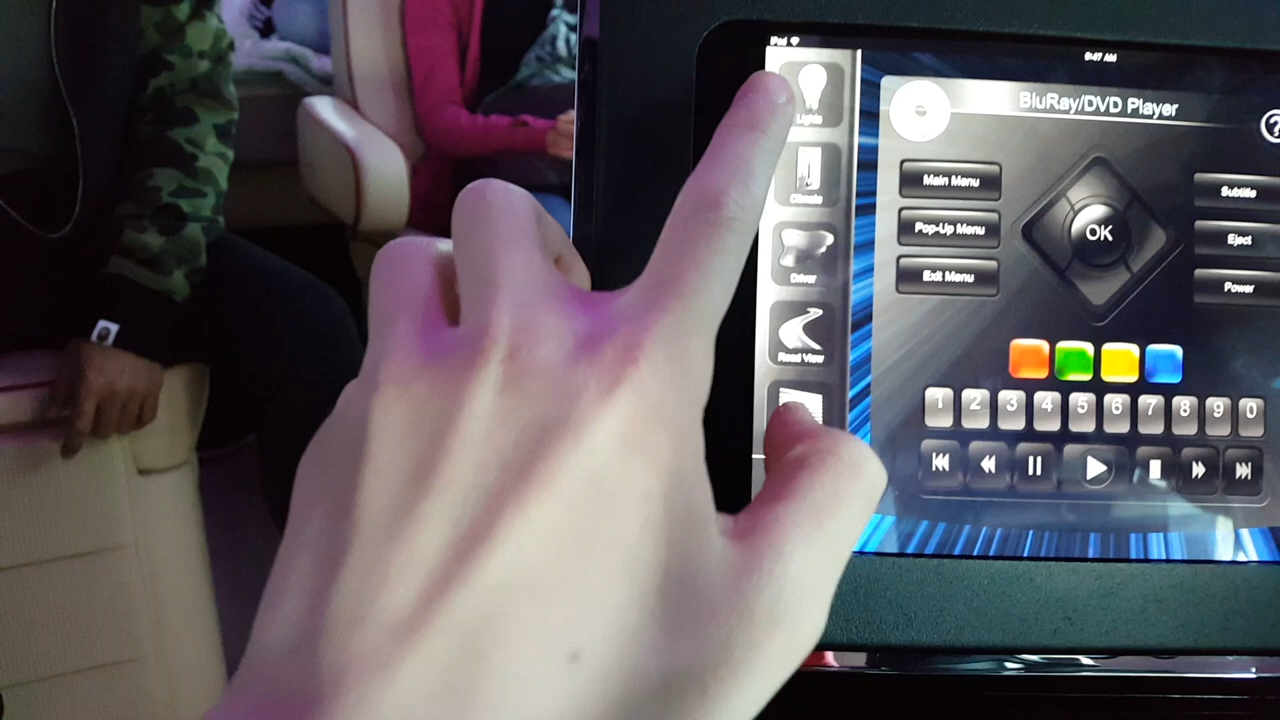 iPad
9:47 AM
Lights
Climate
Driver
Road View
BluRay/DVD Player
?
Main Menu
Pop-Up Menu
Exit Menu
OK
Subtitle
Eject
Power
1 2 3 4 5 6 7 8 9 0